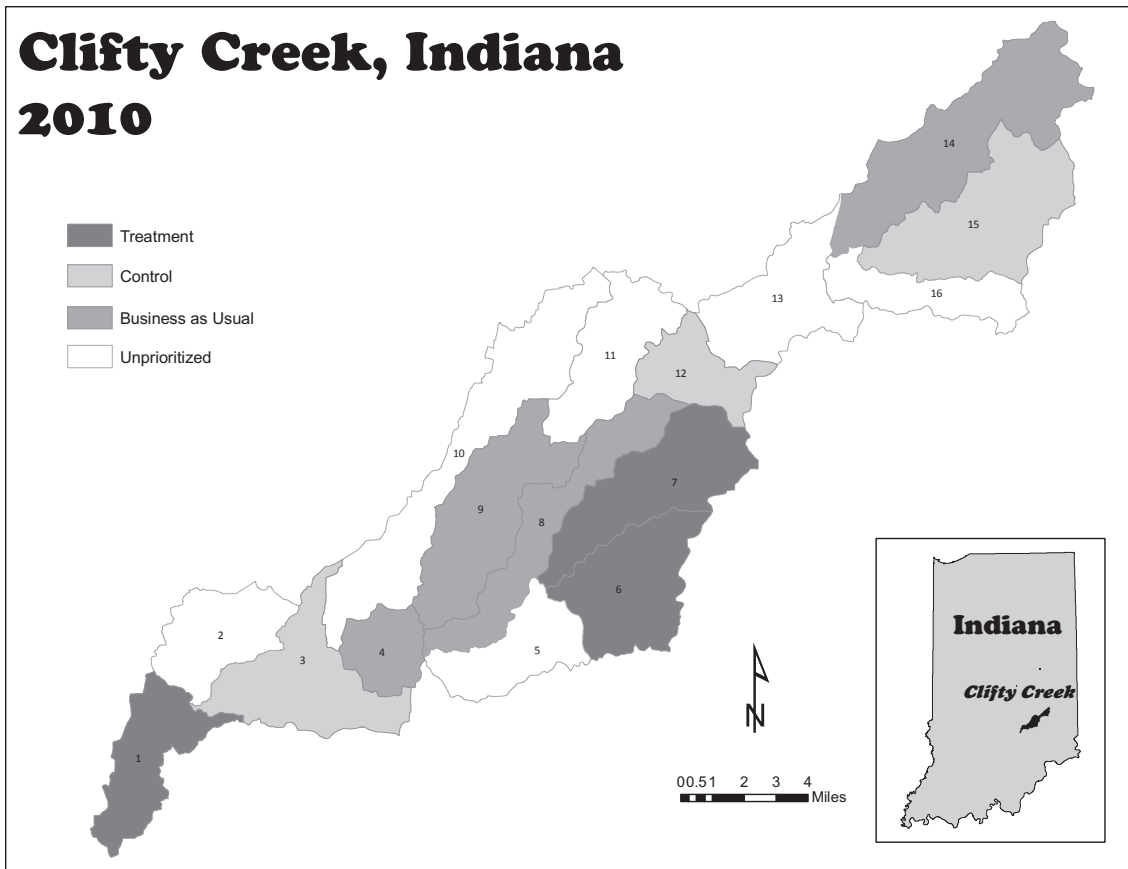 Clifty Creek, Indiana
2010
Treatment
Control
Business as Usual
Unprioritized
14
15
16
13
11
12
10
9
8
7
6
5
4
3
2
1
N
0 0.5 1 2 3 4
Miles
Indiana
Clifty Creek